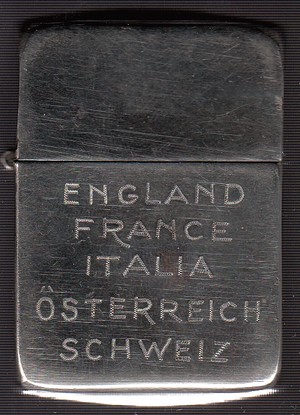 ENGLAND
FRANCE
ITALIA
ÖSTERREICH
SCHWEIZ